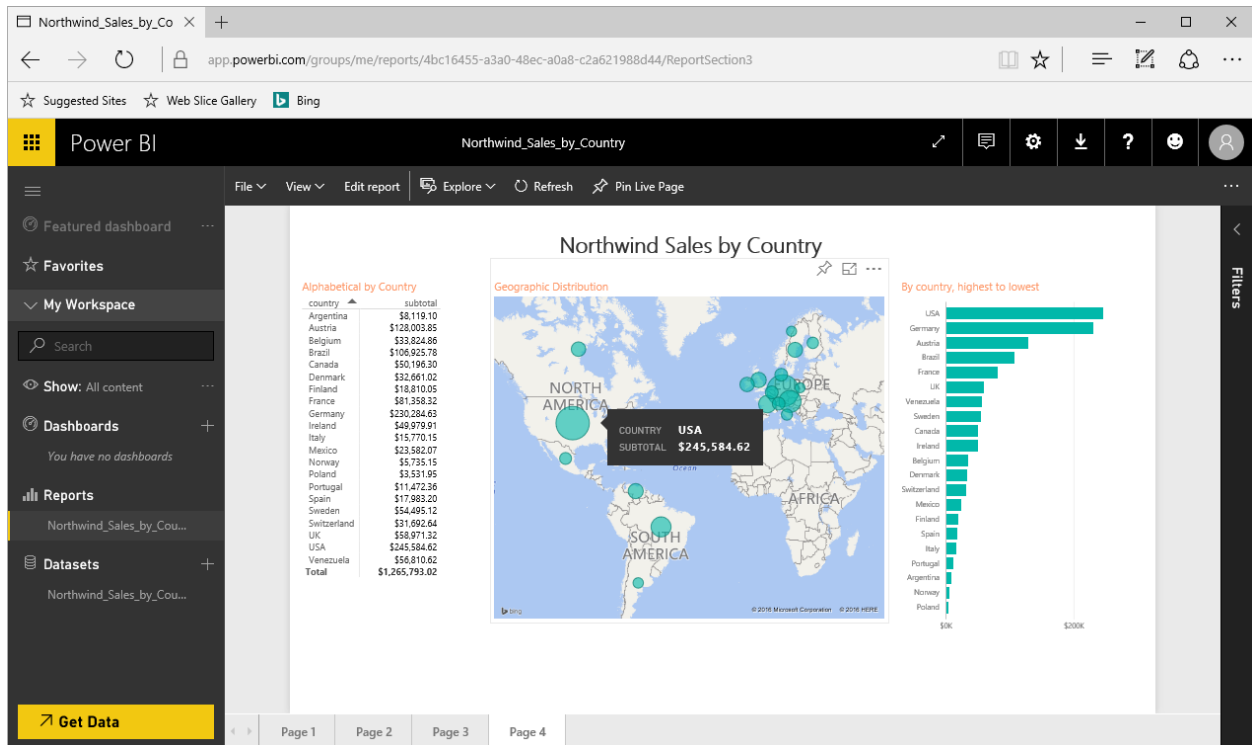 Northwind_Sales_by_Co
app.powerbi.com/groups/me/reports/4bc16455-a3a0-48ec-a0a8-c2a621988d44/ReportSection3
Suggested Sites Web Slice Gallery Bing
Power BI
Northwind_Sales_by_Country
File View Edit report Explore Refresh Pin Live Page
Featured dashboard
Favorites
My Workspace
Search
Show: All content
Dashboards
You have no dashboards
Reports
Northwind_Sales_by_Cou...
Datasets
Northwind_Sales_by_Cou...
Get Data
Northwind Sales by Country
Alphabetical by Country
country subtotal
Argentina $8,119.10
Austria $128,003.85
Belgium $33,824.86
Brazil $106,925.78
Canada $50,196.30
Denmark $32,661.02
Finland $18,810.05
France $81,358.32
Germany $230,284.63
Ireland $49,979.91
Italy $15,770.15
Mexico $23,582.07
Norway $5,735.15
Poland $3,531.95
Portugal $11,472.36
Spain $17,983.20
Sweden $54,495.12
Switzerland $31,692.64
UK $58,971.32
USA $245,584.62
Venezuela $56,810.62
Total $1,265,793.02
Geographic Distribution
NORTH
AMERICA
EUROPE
COUNTRY USA
SUBTOTAL $245,584.62
Ocean
AFRICA
SOUTH
AMERICA
bing
© 2016 Microsoft Corporation © 2016 HERE
By country, highest to lowest
USA
Germany
Austria
Brazil
France
UK
Venezuela
Sweden
Canada
Ireland
Belgium
Denmark
Switzerland
Mexico
Finland
Spain
Italy
Portugal
Argentina
Norway
Poland
$0K $200K
Filters
Page 1 Page 2 Page 3 Page 4